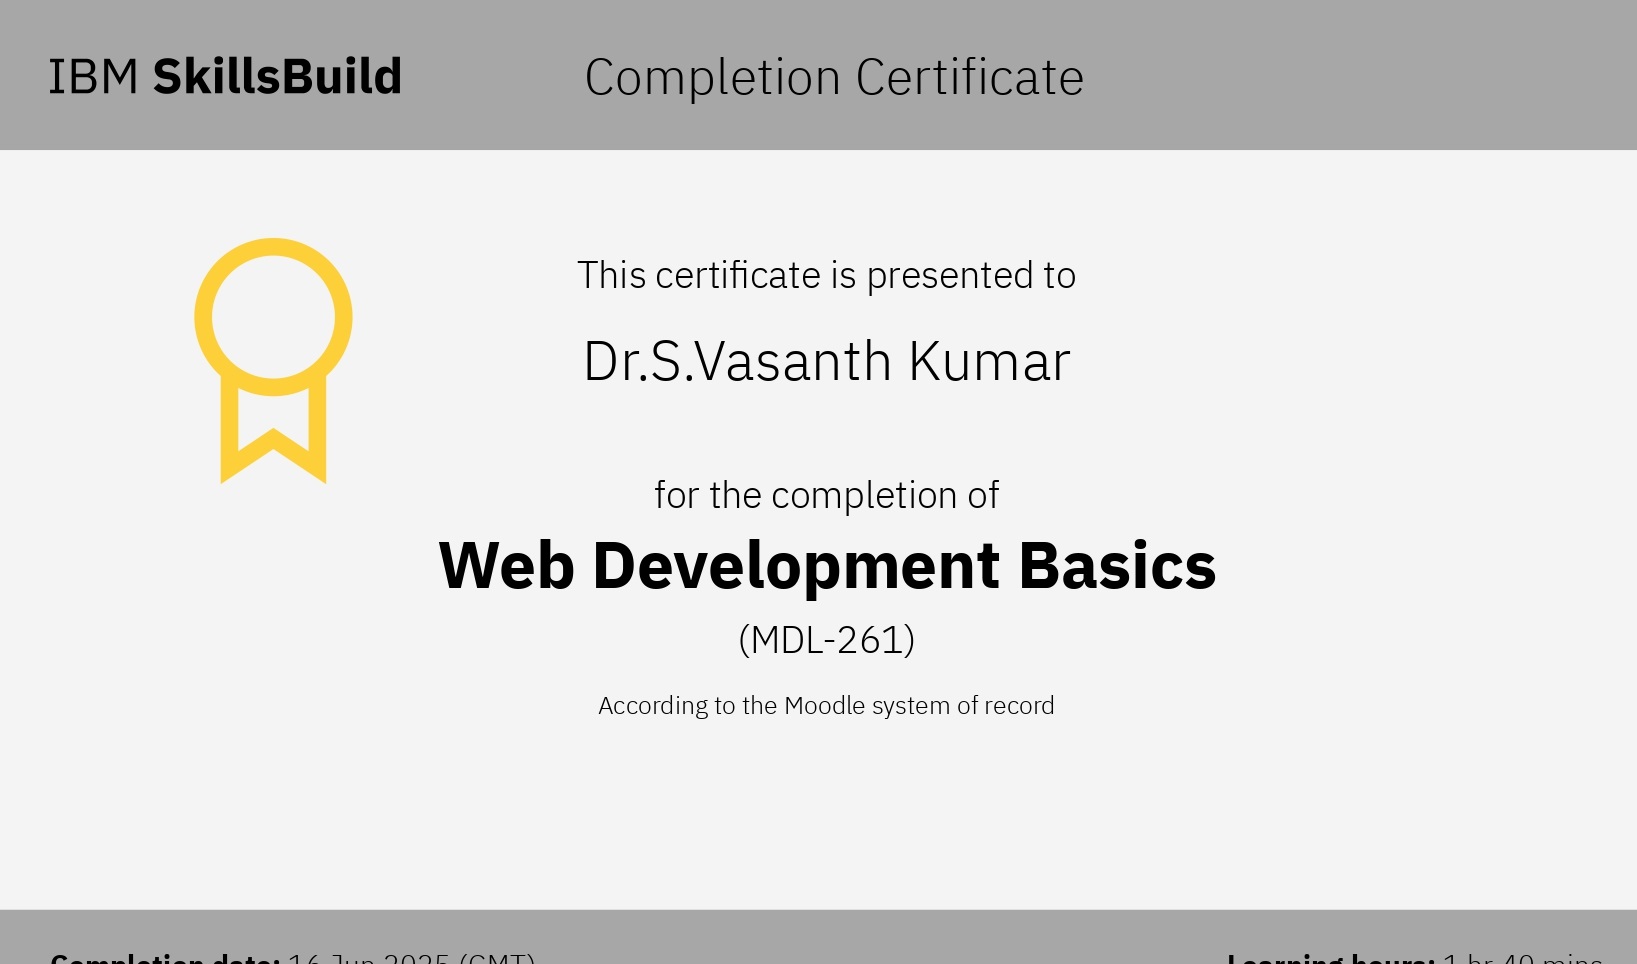 IBM SkillsBuild
Completion Certificate
This certificate is presented to
Dr.S.Vasanth Kumar
for the completion of
Web Development Basics
(MDL-261)
According to the Moodle system of record
Completion date: 16 Jun 2025 (GMT)
Learning hours: 1 hr 40 mins